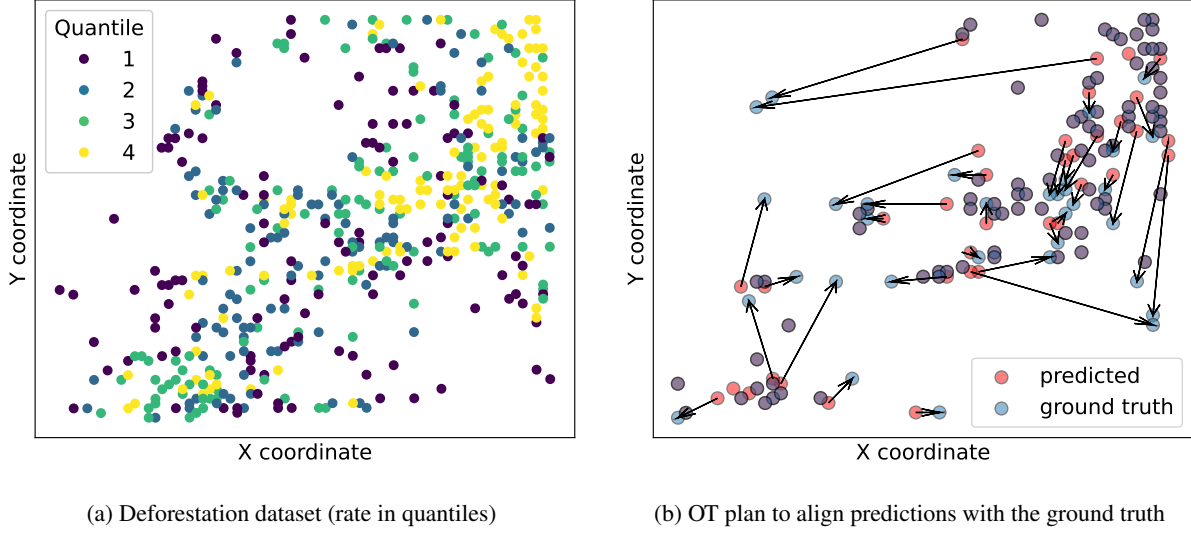 Quantile
1
2
3
4
Y coordinate
X coordinate
(a) Deforestation dataset (rate in quantiles)
predicted
ground truth
Y coordinate
X coordinate
(b) OT plan to align predictions with the ground truth